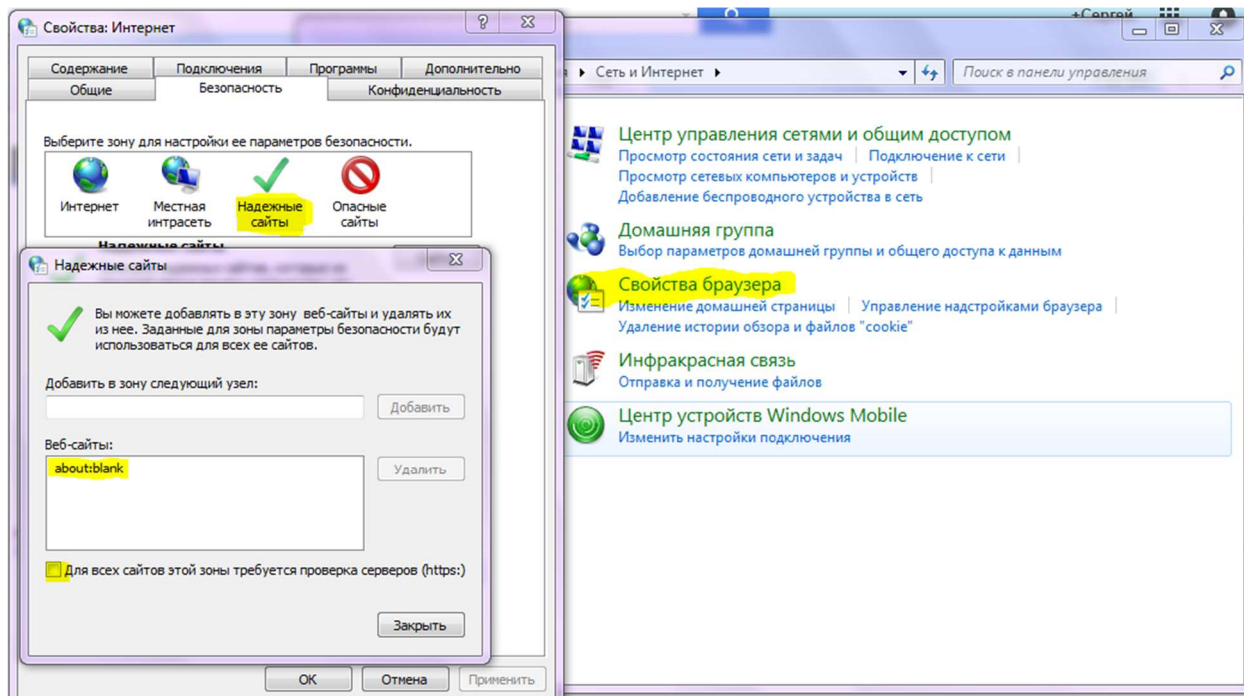 Свойства: Интернет
Содержание Подключения Программы Дополнительно
Общие Безопасность Конфиденциальность
Выберите зону для настройки ее параметров безопасности.
Интернет
Местная
интрасеть
Надежные
сайты
Опасные
сайты
Надежные сайты
Надежные сайты
Вы можете добавлять в эту зону веб-сайты и удалять их
из нее. Заданные для зоны параметры безопасности будут
использоваться для всех ее сайтов.
Добавить в зону следующий узел:
Добавить
Веб-сайты:
about:blank
Удалить
Для всех сайтов этой зоны требуется проверка серверов (https:)
Закрыть
ОК Отмена Применить
+Сергей
Сеть и Интернет
Поиск в панели управления
Центр управления сетями и общим доступом
Просмотр состояния сети и задач Подключение к сети
Просмотр сетевых компьютеров и устройств
Добавление беспроводного устройства в сеть
Домашняя группа
Выбор параметров домашней группы и общего доступа к данным
Свойства браузера
Изменение домашней страницы Управление надстройками браузера
Удаление истории обзора и файлов "cookie"
Инфракрасная связь
Отправка и получение файлов
Центр устройств Windows Mobile
Изменить настройки подключения